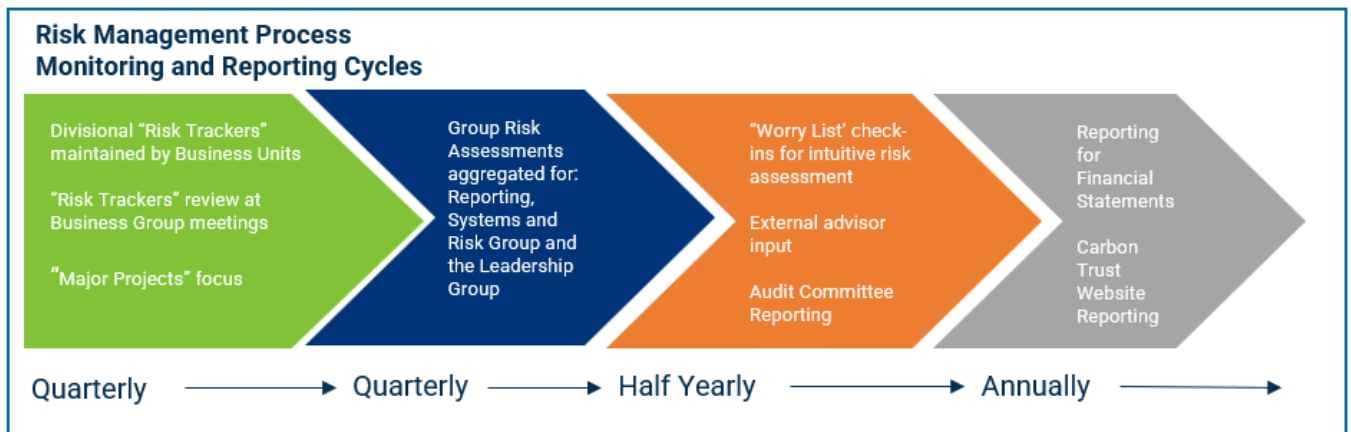 Risk Management Process
Monitoring and Reporting Cycles
Divisional “Risk Trackers”
maintained by Business Units
“Risk Trackers” review at
Business Group meetings
“Major Projects” focus
Group Risk
Assessments
aggregated for:
Reporting,
Systems and
Risk Group and
the Leadership
Group
“Worry List’ check-
ins for intuitive risk
assessment
External advisor
input
Audit Committee
Reporting
Reporting
for
Financial
Statements
Carbon
Trust
Website
Reporting
Quarterly
Quarterly
Half Yearly
Annually